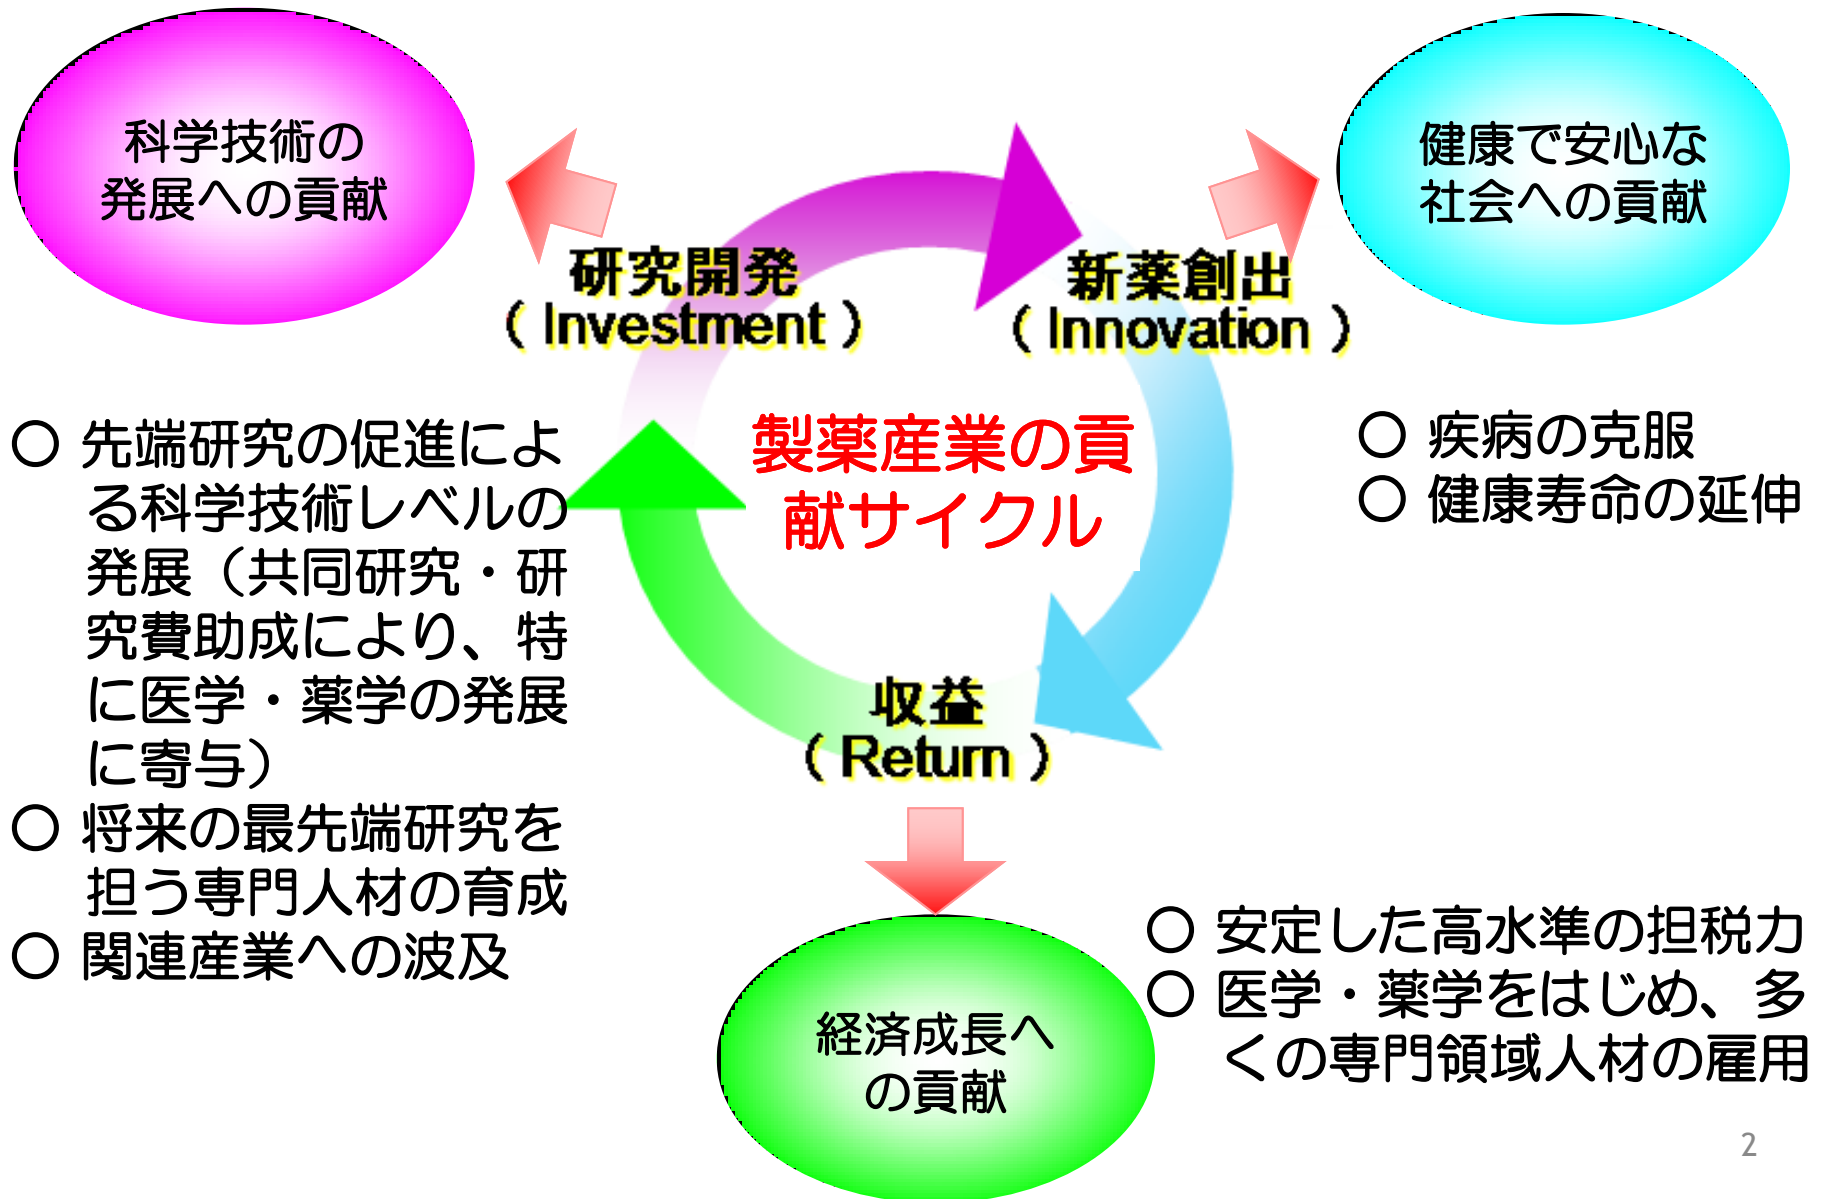 科学技術の
発展への貢献
健康で安心な
社会への貢献
研究開発
（Investment）
新薬創出
（Innovation）
製薬産業の貢
献サイクル
○ 先端研究の促進によ
る科学技術レベルの
発展（共同研究・研
究費助成により、特
に医学・薬学の発展
に寄与）
○ 将来の最先端研究を
担う専門人材の育成
○ 関連産業への波及
○ 疾病の克服
○ 健康寿命の延伸
収益
（Return）
経済成長へ
の貢献
○ 安定した高水準の担税力
○ 医学・薬学をはじめ、多
くの専門領域人材の雇用
2